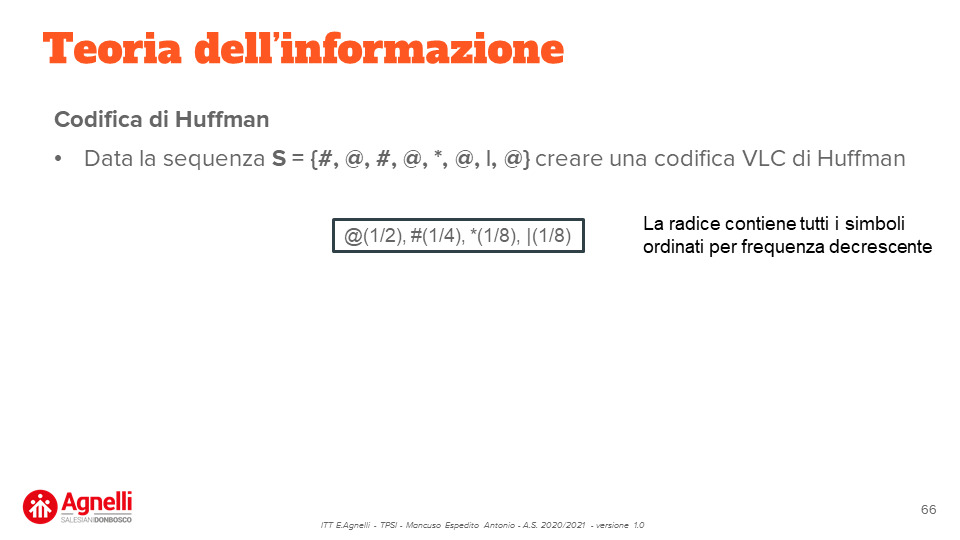 Teoria dell'informazione
Codifica di Huffman
• Data la sequenza S = {#, @, #, @, *, @, |, @} creare una codifica VLC di Huffman
@(1/2), #(1/4), *(1/8), |(1/8)
La radice contiene tutti i simboli
ordinati per frequenza decrescente
Agnelli
SALESIANI DONBOSCO
ITT E.Agnelli - TPSI - Mancuso Espedito Antonio - A.S. 2020/2021 - versione 1.0
66